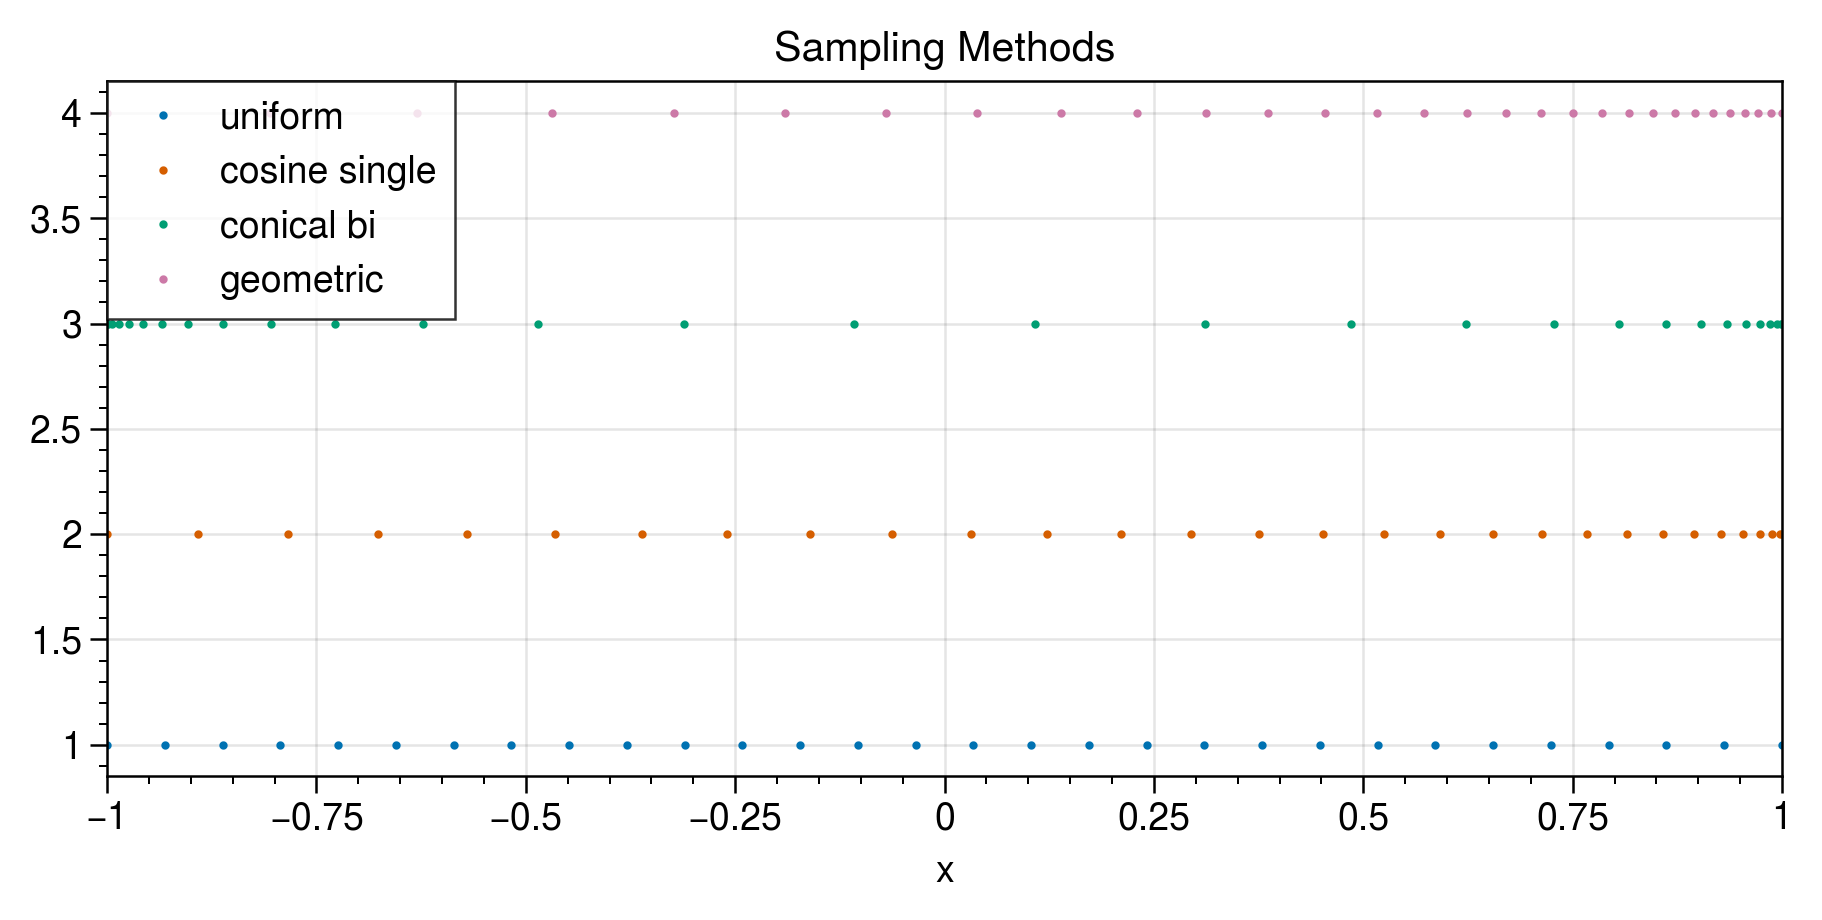 Sampling Methods
uniform
cosine single
conical bi
geometric
4
3.5
3
2.5
2
1.5
1
−1 −0.75 −0.5 −0.25 0 0.25 0.5 0.75 1
x